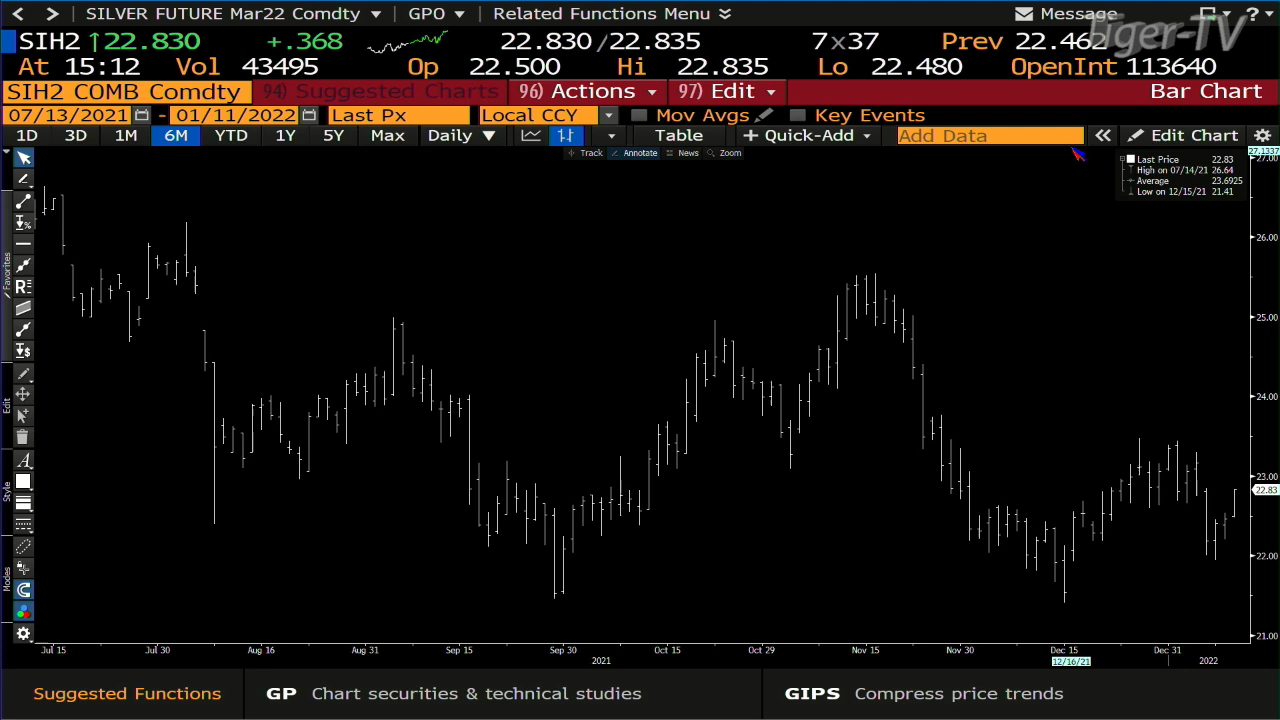 SILVER FUTURE Mar22 Comdty GPO Related Functions Menu Message ?
SIH2 ↑22.830 +.368 22.830/22.835 7x37 Prev 22.462
At 15:12 Vol 43495 Op 22.500 Hi 22.835 Lo 22.480 OpenInt 113640
SIH2 COMB Comdty 94) Suggested Charts 96) Actions 97) Edit Bar Chart
07/13/2021 - 01/11/2022 Last Px Local CCY Mov Avgs Key Events
1D 3D 1M 6M YTD 1Y 5Y Max Daily ▼ Table + Quick-Add Add Data « Edit Chart
Track Annotate News Zoom
27.1337
Last Price 22.83
High on 07/14/21 26.64
Average 23.6925
Low on 12/15/21 21.41
27.00
26.00
25.00
24.00
23.00
22.83
22.00
21.00
Favorites
Edit
Style
Modes
Jul 15 Jul 30 Aug 16 Aug 31 Sep 15 Sep 30 Oct 15 Oct 29 Nov 15 Nov 30 Dec 15 Dec 31
2021 12/16/21 2022
Suggested Functions GP Chart securities & technical studies GIPS Compress price trends